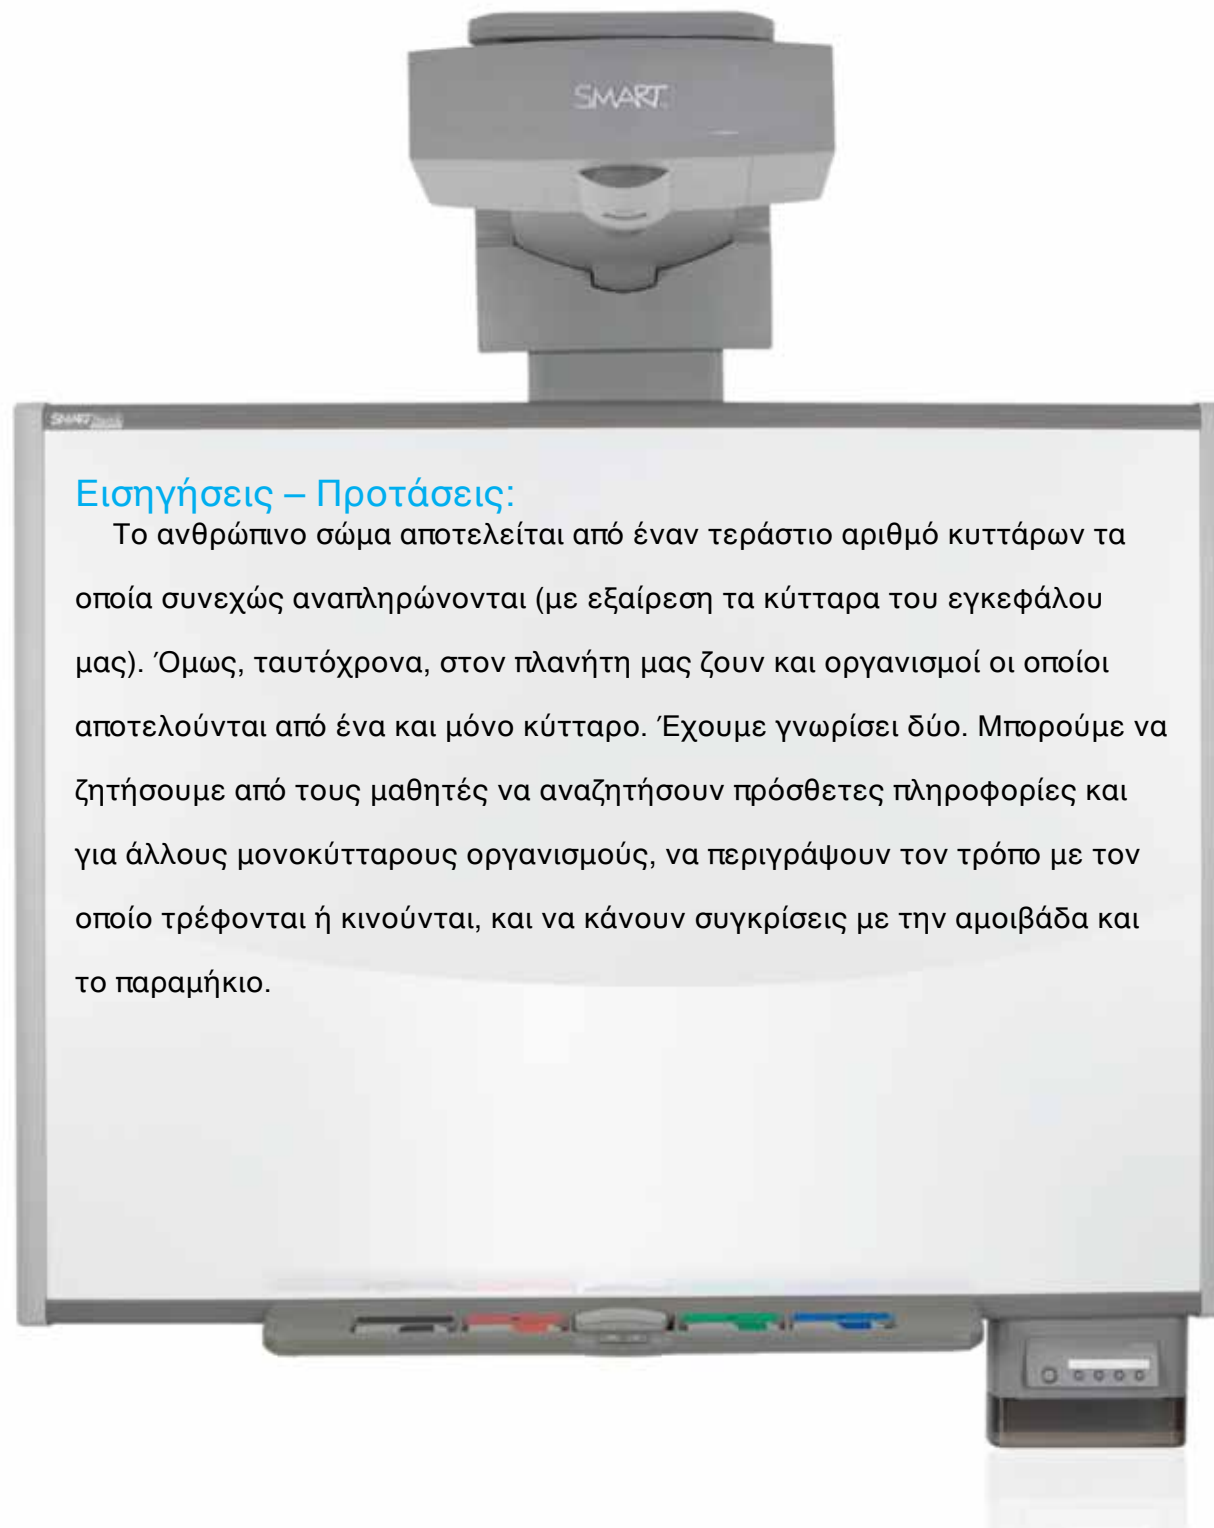 SMART
SMART
Εισηγήσεις – Προτάσεις:
Το ανθρώπινο σώμα αποτελείται από έναν τεράστιο αριθμό κυττάρων τα
οποία συνεχώς αναπληρώνονται (με εξαίρεση τα κύτταρα του εγκεφάλου
μας). Όμως, ταυτόχρονα, στον πλανήτη μας ζουν και οργανισμοί οι οποίοι
αποτελούνται από ένα και μόνο κύτταρο. Έχουμε γνωρίσει δύο. Μπορούμε να
ζητήσουμε από τους μαθητές να αναζητήσουν πρόσθετες πληροφορίες και
για άλλους μονοκύτταρους οργανισμούς, να περιγράψουν τον τρόπο με τον
οποίο τρέφονται ή κινούνται, και να κάνουν συγκρίσεις με την αμοιβάδα και
το παραμήκιο.